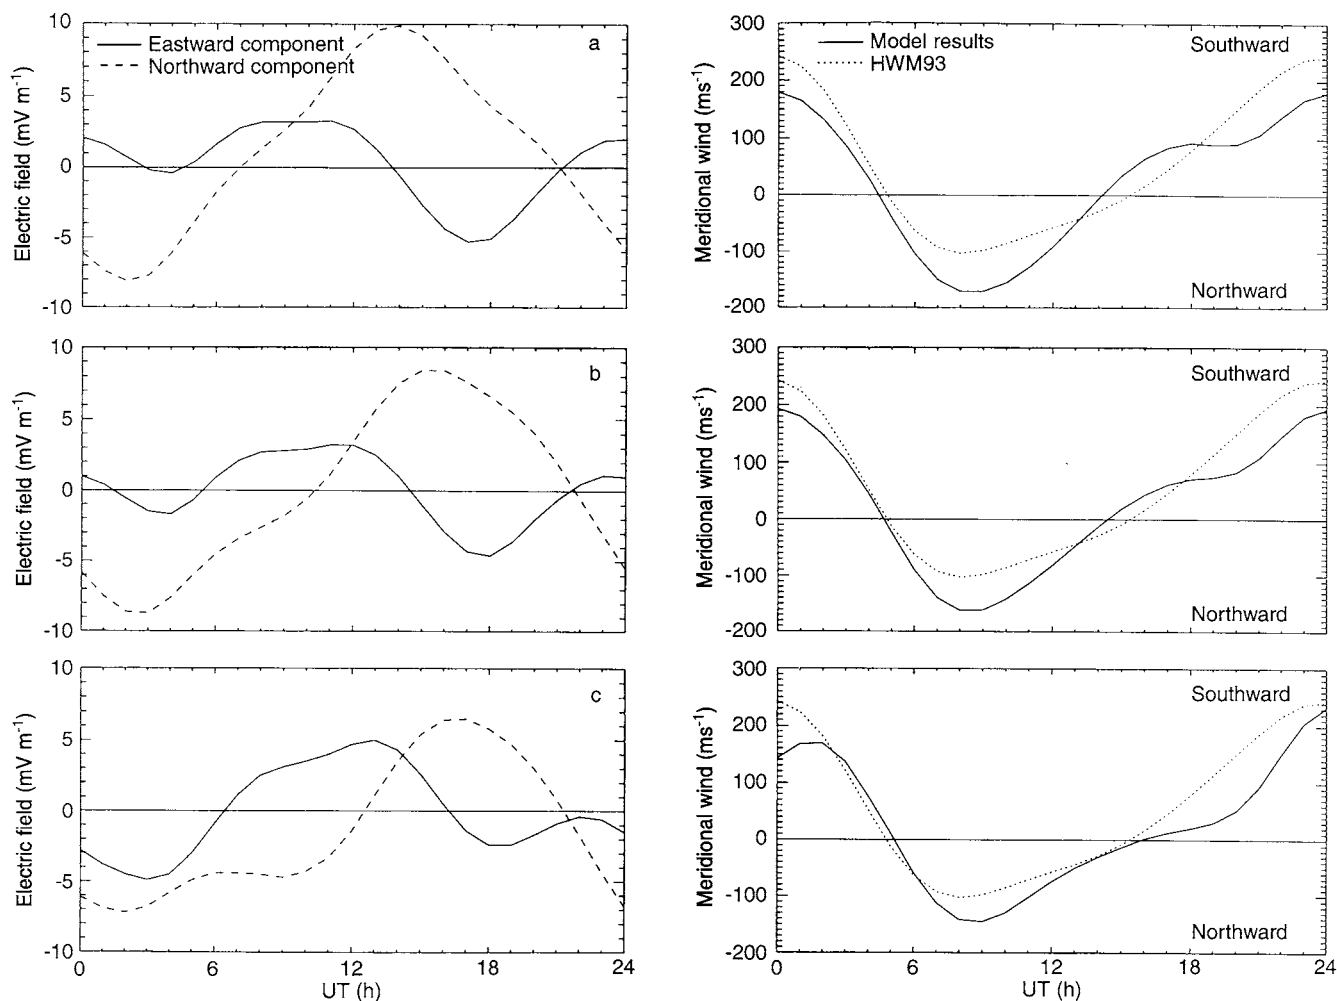 10
5
0
-5
-10
Electric field (mV m⁻¹)
Eastward component
Northward component
a
300
200
100
0
-100
-200
Meridional wind (ms⁻¹)
Model results
HWM93
Southward
Northward
10
5
0
-5
-10
Electric field (mV m⁻¹)
b
300
200
100
0
-100
-200
Meridional wind (ms⁻¹)
Southward
Northward
10
5
0
-5
-10
Electric field (mV m⁻¹)
c
0 6 12 18 24
UT (h)
300
200
100
0
-100
-200
Meridional wind (ms⁻¹)
Southward
Northward
0 6 12 18 24
UT (h)